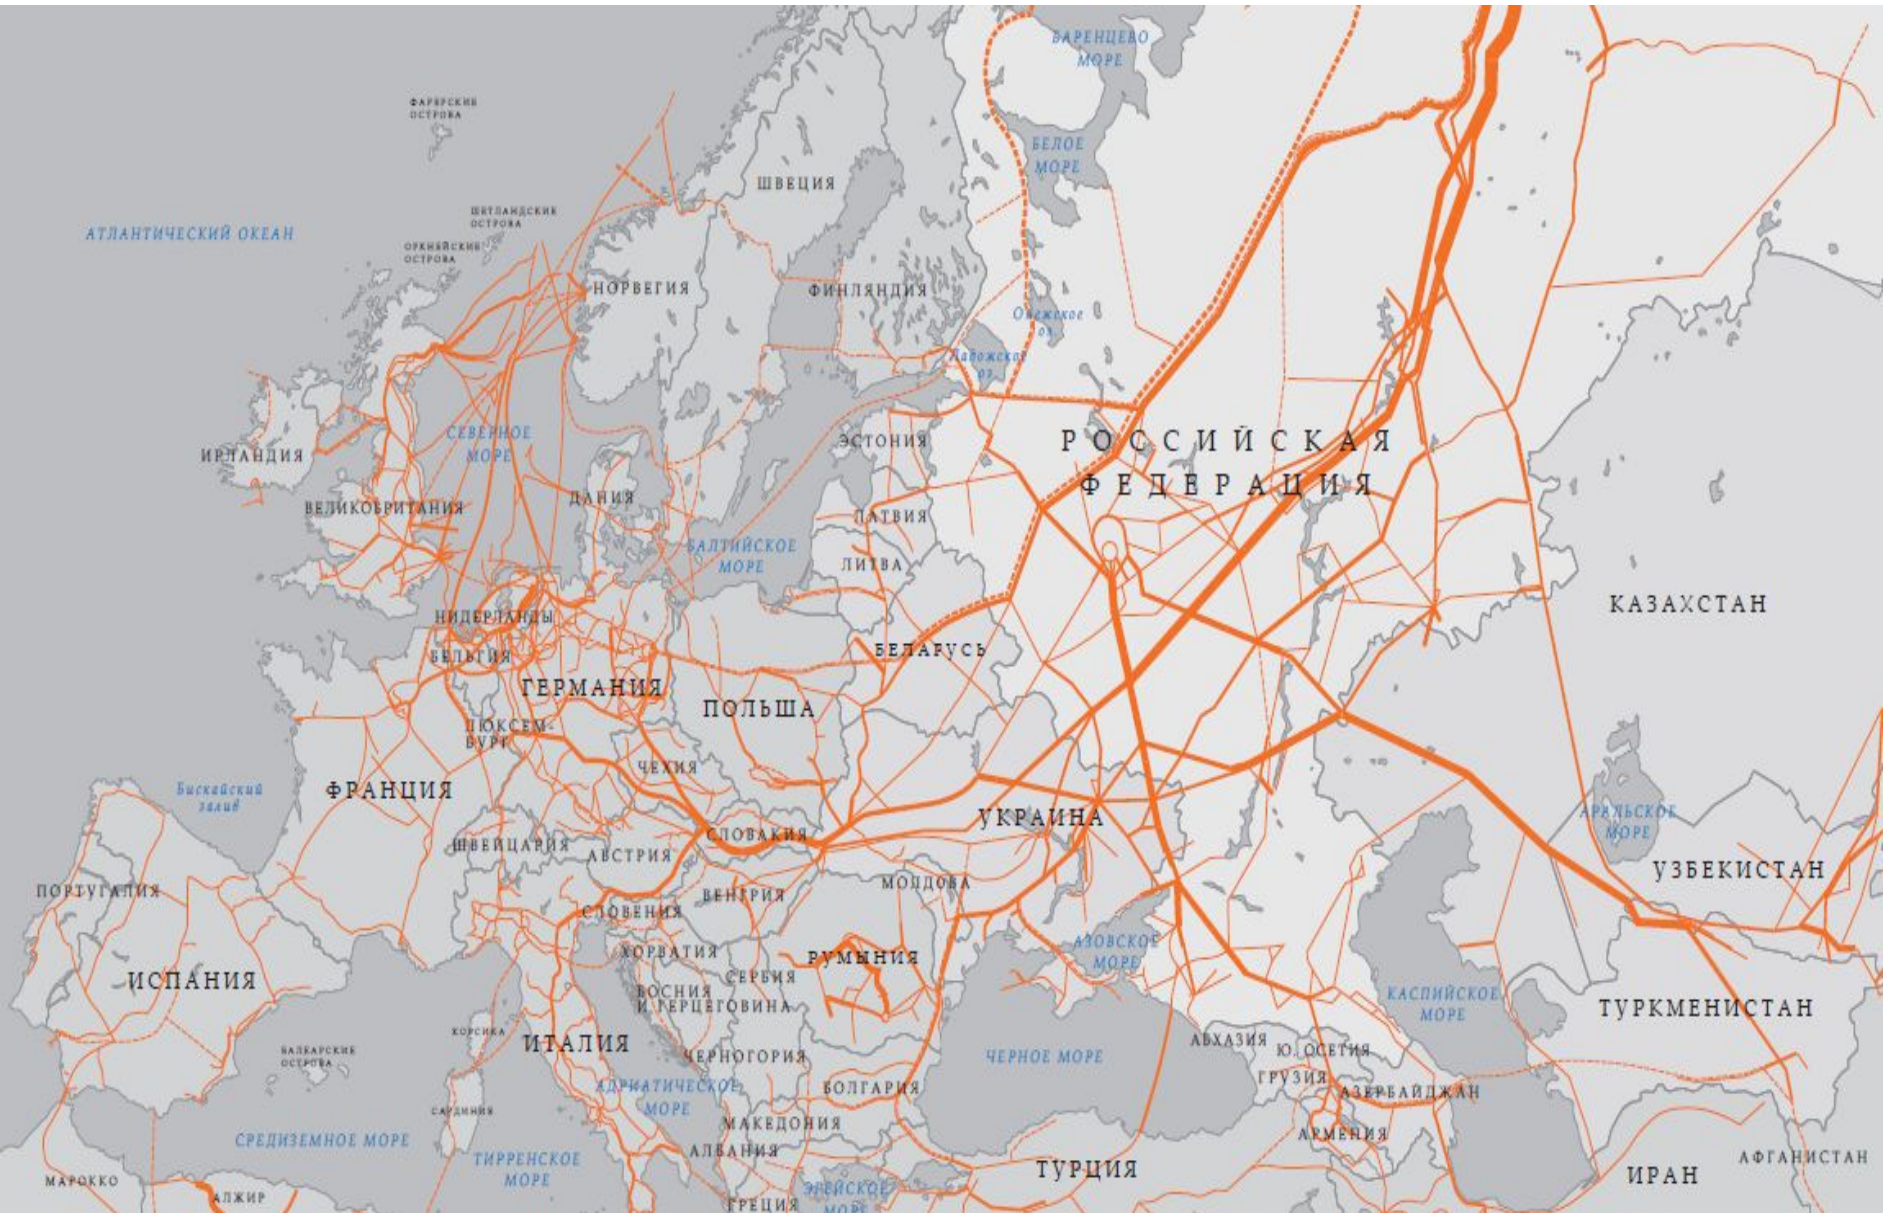 БАРЕНЦЕВО
МОРЕ
ФАРЕРСКИЕ
ОСТРОВА
БЕЛОЕ
МОРЕ
ШВЕЦИЯ
ШЕТЛАНДСКИЕ
ОСТРОВА
АТЛАНТИЧЕСКИЙ ОКЕАН
ОРКНЕЙСКИЕ
ОСТРОВА
НОРВЕГИЯ
ФИНЛЯНДИЯ
Онежское
оз.
Ладожское
оз.
СЕВЕРНОЕ
МОРЕ
ЭСТОНИЯ
РОССИЙСКАЯ
ФЕДЕРАЦИЯ
ИРЛАНДИЯ
ВЕЛИКОБРИТАНИЯ
ДАНИЯ
ЛАТВИЯ
БАЛТИЙСКОЕ
МОРЕ
ЛИТВА
КАЗАХСТАН
НИДЕРЛАНДЫ
БЕЛЬГИЯ
БЕЛАРУСЬ
ГЕРМАНИЯ
ПОЛЬША
ЛЮКСЕМ-
БУРГ
ЧЕХИЯ
Бискайский
залив
ФРАНЦИЯ
УКРАИНА
АРАЛЬСКОЕ
МОРЕ
СЛОВАКИЯ
ШВЕЙЦАРИЯ
АВСТРИЯ
УЗБЕКИСТАН
ПОРТУГАЛИЯ
ВЕНГРИЯ
МОЛДОВА
СЛОВЕНИЯ
ХОРВАТИЯ
РУМЫНИЯ
АЗОВСКОЕ
МОРЕ
ИСПАНИЯ
СЕРБИЯ
БОСНИЯ
И ГЕРЦЕГОВИНА
КАСПИЙСКОЕ
МОРЕ
ТУРКМЕНИСТАН
КОРСИКА
ИТАЛИЯ
БАЛЕАРСКИЕ
ОСТРОВА
ЧЕРНОГОРИЯ
ЧЕРНОЕ МОРЕ
АБХАЗИЯ
Ю. ОСЕТИЯ
ГРУЗИЯ
АДРИАТИЧЕСКОЕ
МОРЕ
БОЛГАРИЯ
АЗЕРБАЙДЖАН
САРДИНИЯ
МАКЕДОНИЯ
АРМЕНИЯ
СРЕДИЗЕМНОЕ МОРЕ
АЛБАНИЯ
ТИРРЕНСКОЕ
МОРЕ
ТУРЦИЯ
АФГАНИСТАН
ИРАН
МАРОККО
АЛЖИР
ЭГЕЙСКОЕ
МОРЕ
ГРЕЦИЯ